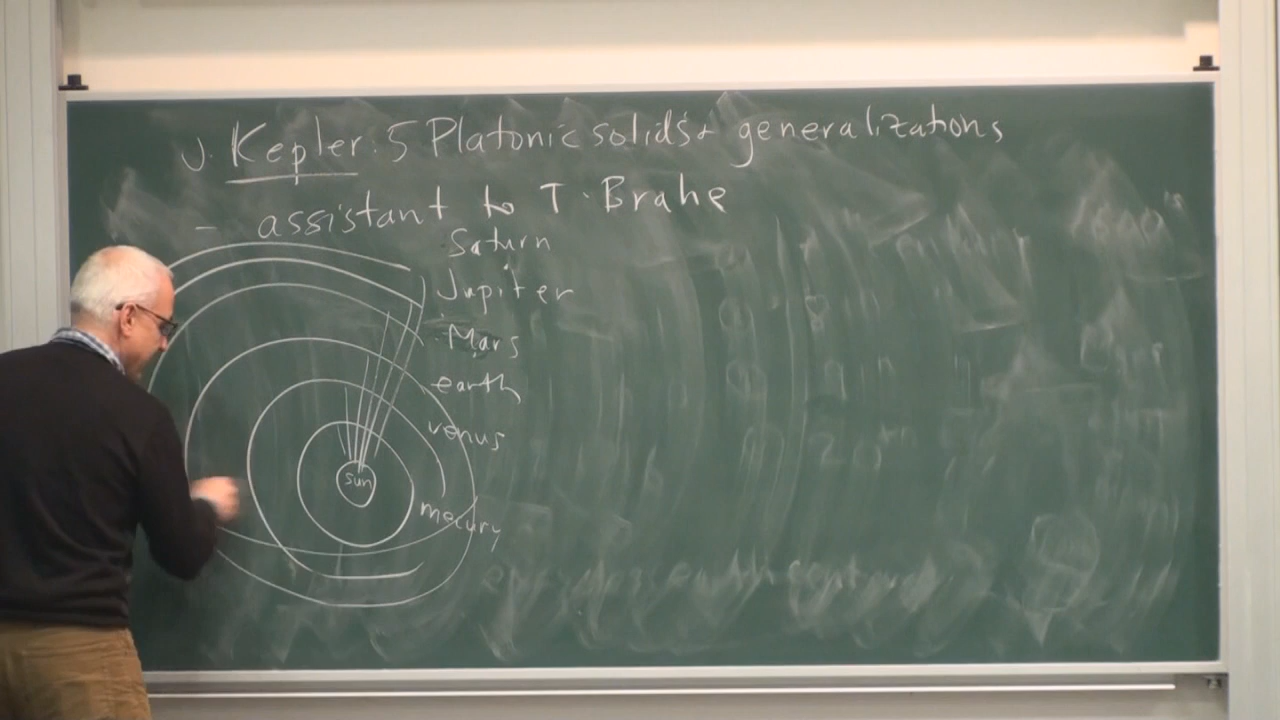 J. Kepler: 5 Platonic solids + generalizations
- assistant to T. Brahe
Saturn
Jupiter
Mars
earth
venus
sun
mecury